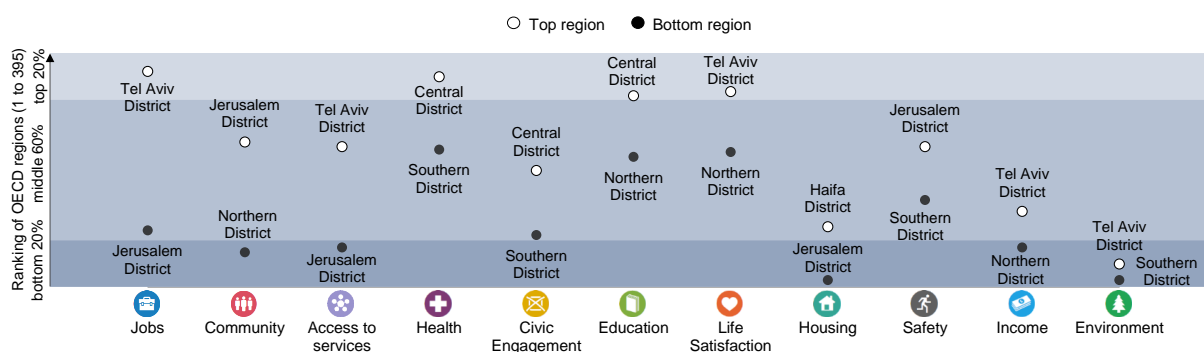 Top region
Bottom region
Ranking of OECD regions (1 to 395)
bottom 20%
middle 60%
top 20%
Tel Aviv
District
Jerusalem
District
Jerusalem
District
Northern
District
Tel Aviv
District
Jerusalem
District
Central
District
Southern
District
Central
District
Southern
District
Central
District
Northern
District
Tel Aviv
District
Northern
District
Haifa
District
Jerusalem
District
Jerusalem
District
Southern
District
Tel Aviv
District
Northern
District
Tel Aviv
District
Southern
District
Jobs
Community
Access to
services
Health
Civic
Engagement
Education
Life
Satisfaction
Housing
Safety
Income
Environment